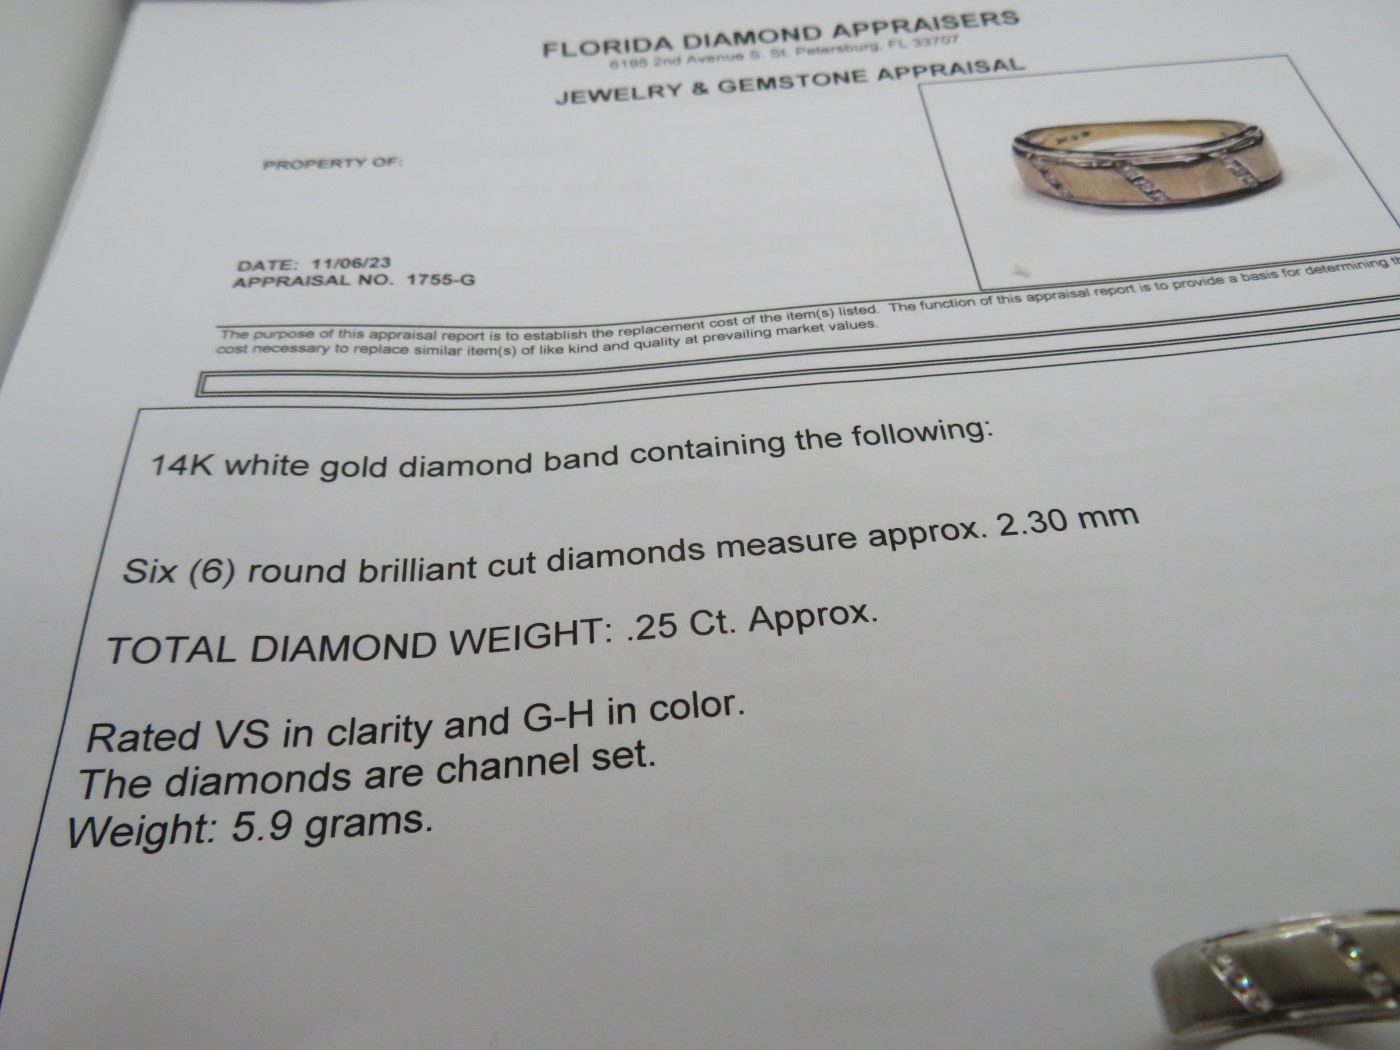 FLORIDA DIAMOND APPRAISERS
6195 2nd Avenue S. St. Petersburg, FL 33707
JEWELRY & GEMSTONE APPRAISAL
PROPERTY OF:
DATE: 11/06/23
APPRAISAL NO. 1755-G
The purpose of this appraisal report is to establish the replacement cost of the item(s) listed. The function of this appraisal report is to provide a basis for determining
cost necessary to replace similar item(s) of like kind and quality at prevailing market values.
14K white gold diamond band containing the following:
Six (6) round brilliant cut diamonds measure approx. 2.30 mm
TOTAL DIAMOND WEIGHT: .25 Ct. Approx.
Rated VS in clarity and G-H in color.
The diamonds are channel set.
Weight: 5.9 grams.